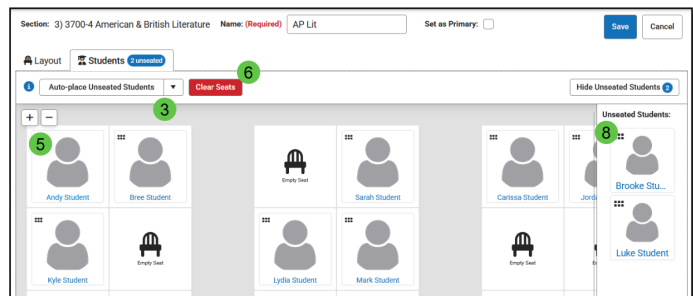 Section: 3) 3700-4 American & British Literature Name: (Required) AP Lit Set as Primary: Save Cancel
Layout Students 2 unseated
6
i Auto-place Unseated Students ▼ Clear Seats Hide Unseated Students 2
3
+ − Unseated Students:
5 8
Empty Seat
Brooke Stu...
Andy Student Bree Student Sarah Student Carissa Student Jorda
Empty Seat Empty Seat
Luke Student
Kyle Student Lydia Student Mark Student